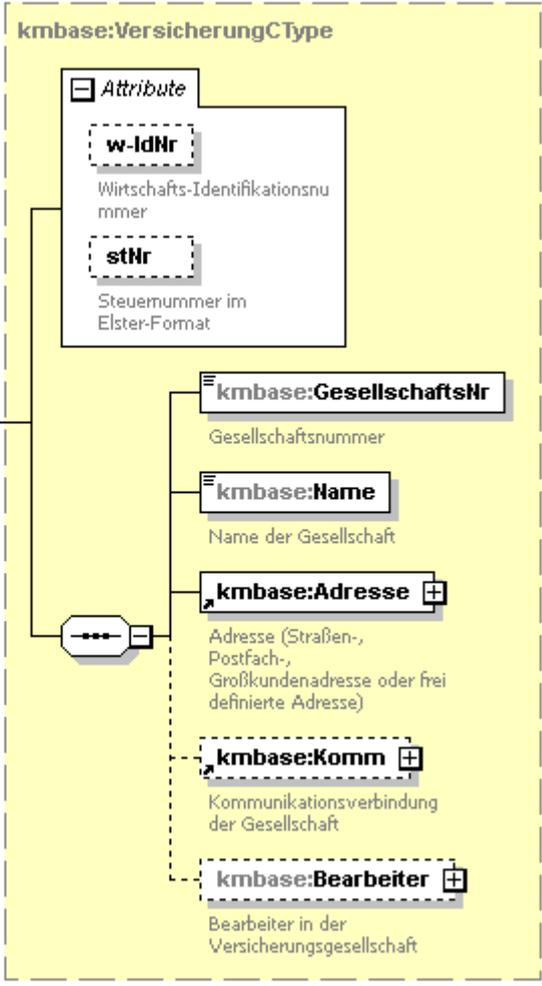 kmbase:VersicherungCType
Attribute
w-IdNr
Wirtschafts-Identifikationsnu
mmer
stNr
Steuernummer im
Elster-Format
kmbase:GesellschaftsNr
Gesellschaftsnummer
kmbase:Name
Name der Gesellschaft
kmbase:Adresse
Adresse (Straßen-,
Postfach-,
Großkundenadresse oder frei
definierte Adresse)
kmbase:Komm
Kommunikationsverbindung
der Gesellschaft
kmbase:Bearbeiter
Bearbeiter in der
Versicherungsgesellschaft